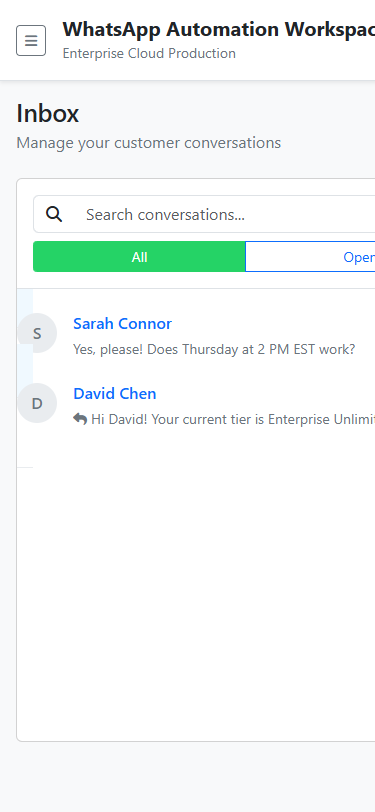 WhatsApp Automation Workspac
Enterprise Cloud Production
Inbox
Manage your customer conversations
Search conversations...
All
Open
S
Sarah Connor
Yes, please! Does Thursday at 2 PM EST work?
D
David Chen
Hi David! Your current tier is Enterprise Unlimit